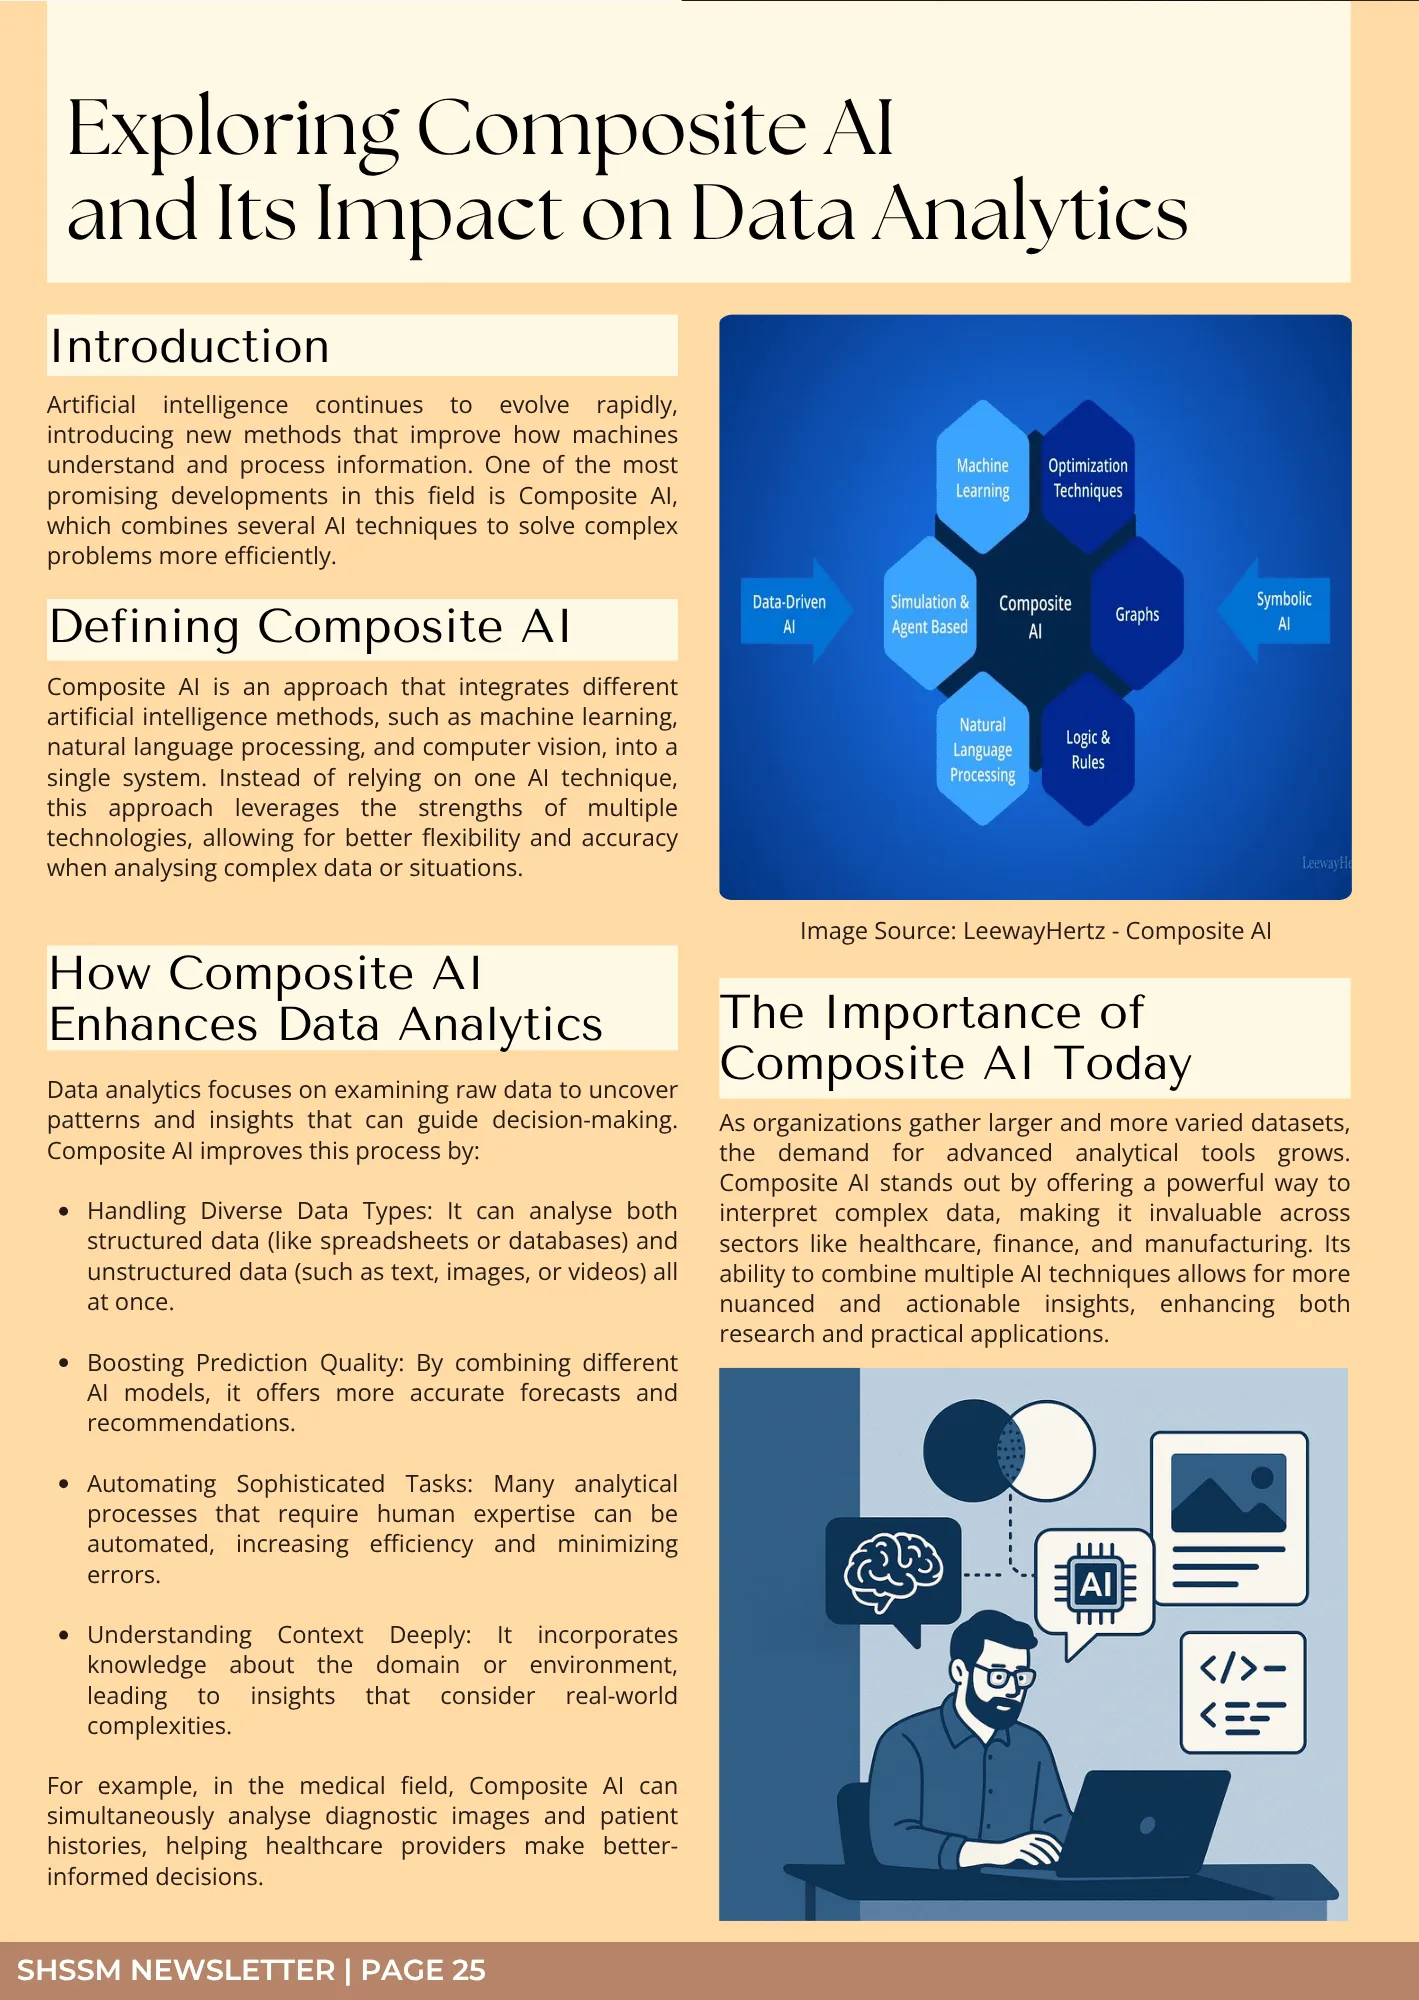 Exploring Composite AI
and Its Impact on Data Analytics
Introduction
Artificial intelligence continues to evolve rapidly,
introducing new methods that improve how machines
understand and process information. One of the most
promising developments in this field is Composite AI,
which combines several AI techniques to solve complex
problems more efficiently.
Defining Composite AI
Composite AI is an approach that integrates different
artificial intelligence methods, such as machine learning,
natural language processing, and computer vision, into a
single system. Instead of relying on one AI technique,
this approach leverages the strengths of multiple
technologies, allowing for better flexibility and accuracy
when analysing complex data or situations.
How Composite AI
Enhances Data Analytics
Data analytics focuses on examining raw data to uncover
patterns and insights that can guide decision-making.
Composite AI improves this process by:
• Handling Diverse Data Types: It can analyse both
structured data (like spreadsheets or databases) and
unstructured data (such as text, images, or videos) all
at once.
• Boosting Prediction Quality: By combining different
AI models, it offers more accurate forecasts and
recommendations.
• Automating Sophisticated Tasks: Many analytical
processes that require human expertise can be
automated, increasing efficiency and minimizing
errors.
• Understanding Context Deeply: It incorporates
knowledge about the domain or environment,
leading to insights that consider real-world
complexities.
For example, in the medical field, Composite AI can
simultaneously analyse diagnostic images and patient
histories, helping healthcare providers make better-
informed decisions.
Machine
Learning
Optimization
Techniques
Data-Driven
AI
Simulation &
Agent Based
Composite
AI
Graphs
Symbolic
AI
Natural
Language
Processing
Logic &
Rules
LeewayHe
Image Source: LeewayHertz - Composite AI
The Importance of
Composite AI Today
As organizations gather larger and more varied datasets,
the demand for advanced analytical tools grows.
Composite AI stands out by offering a powerful way to
interpret complex data, making it invaluable across
sectors like healthcare, finance, and manufacturing. Its
ability to combine multiple AI techniques allows for more
nuanced and actionable insights, enhancing both
research and practical applications.
AI
SHSSM NEWSLETTER | PAGE 25